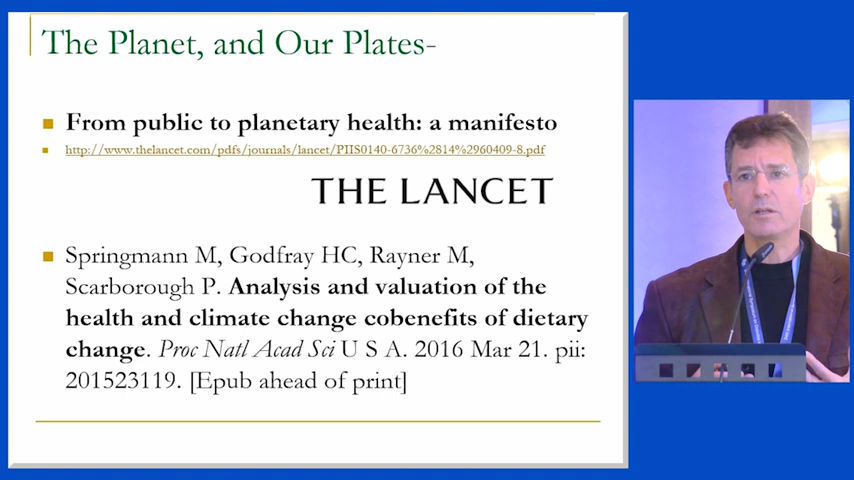 The Planet, and Our Plates-
From public to planetary health: a manifesto
http://www.thelancet.com/pdfs/journals/lancet/PIIS0140-6736%2814%2960409-8.pdf
THE LANCET
Springmann M, Godfray HC, Rayner M,
Scarborough P. Analysis and valuation of the
health and climate change cobenefits of dietary
change. Proc Natl Acad Sci U S A. 2016 Mar 21. pii:
201523119. [Epub ahead of print]